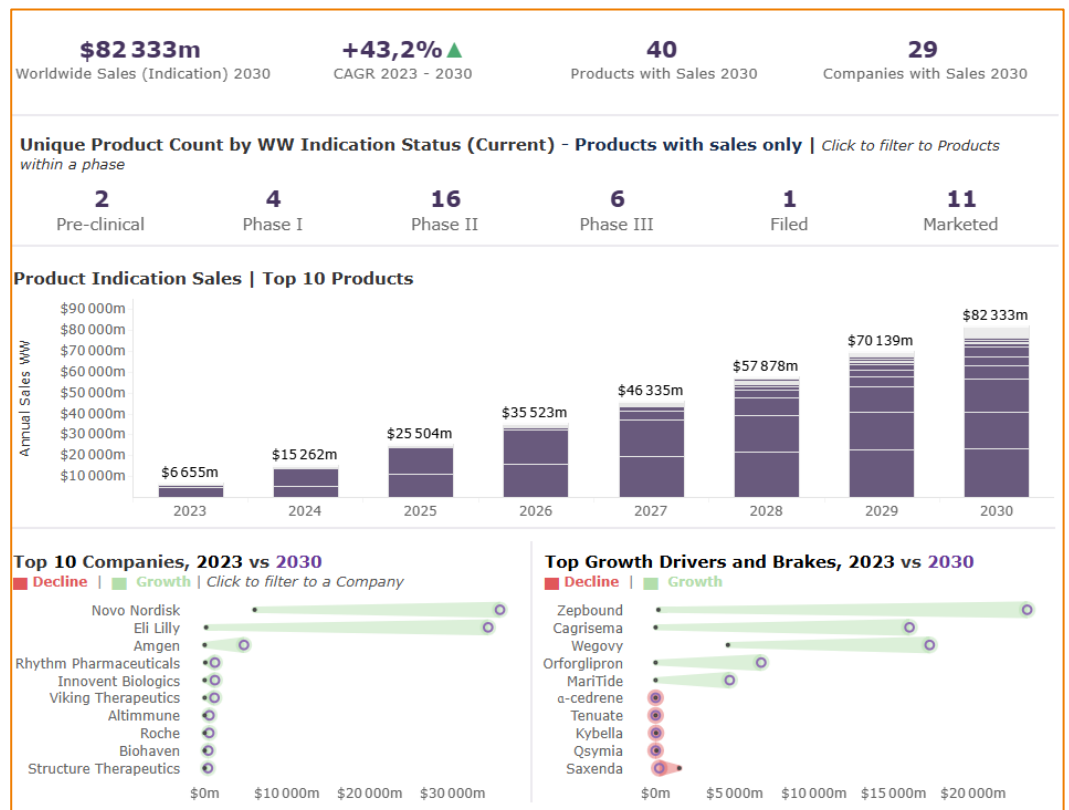 $82 333m
+43,2%
40
29
Worldwide Sales (Indication) 2030
CAGR 2023 - 2030
Products with Sales 2030
Companies with Sales 2030
Unique Product Count by WW Indication Status (Current) - Products with sales only | Click to filter to Products
within a phase
2
4
16
6
1
11
Pre-clinical
Phase I
Phase II
Phase III
Filed
Marketed
Product Indication Sales | Top 10 Products
Annual Sales WW
$90 000m
$80 000m
$70 000m
$60 000m
$50 000m
$40 000m
$30 000m
$20 000m
$10 000m
$6 655m
$15 262m
$25 504m
$35 523m
$46 335m
$57 878m
$70 139m
$82 333m
2023
2024
2025
2026
2027
2028
2029
2030
Top 10 Companies, 2023 vs 2030
Decline | Growth | Click to filter to a Company
Novo Nordisk
Eli Lilly
Amgen
Rhythm Pharmaceuticals
Innovent Biologics
Viking Therapeutics
Altimmune
Roche
Biohaven
Structure Therapeutics
$0m
$10 000m
$20 000m
$30 000m
Top Growth Drivers and Brakes, 2023 vs 2030
Decline | Growth
Zepbound
Cagrisema
Wegovy
Orforglipron
MariTide
α-cedrene
Tenuate
Kybella
Qsymia
Saxenda
$0m
$5 000m
$10 000m
$15 000m
$20 000m